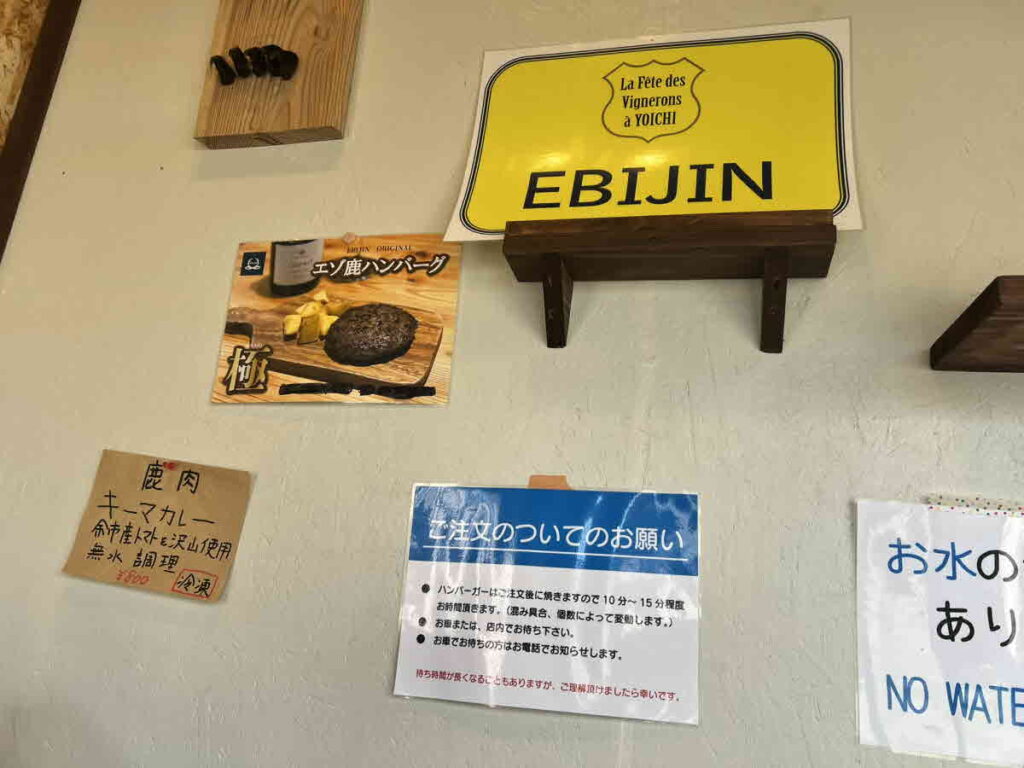 La Fête des
Vignerons
à YOICHI
EBIJIN
EBIJIN ORIGINAL
エゾ鹿ハンバーグ
極
鹿肉
キーマカレー
余市産トマトを沢山使用
無水調理
¥800
冷凍
ご注文のついてのお願い
● ハンバーガーはご注文後に焼きますので10分〜15分程度
お時間頂きます。(混み具合、個数によって変動します。)
● お車または、店内でお待ち下さい。
● お車でお待ちの方はお電話でお知らせします。
待ち時間が長くなることもありますが、ご理解頂けましたら幸いです。
お水の
あり
NO WATE